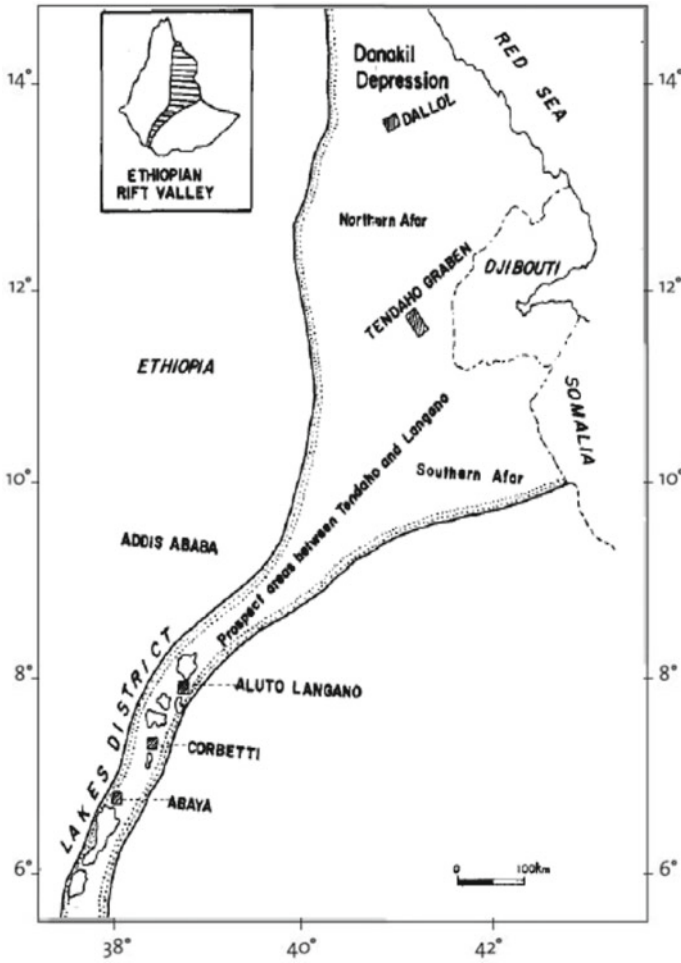 ETHIOPIAN
RIFT VALLEY
Danakil
Depression
DALLOL
RED SEA
14°
Northern Afar
TENDAHO GRABEN
DJIBOUTI
12°
ETHIOPIA
SOMALIA
Prospect areas between Tendaho and Langano
Southern Afar
10°
ADDIS ABABA
LAKES DISTRICT
8°
ALUTO LANGANO
CORBETTI
ABAYA
6°
0 100km
38° 40° 42°
14°
12°
10°
8°
6°